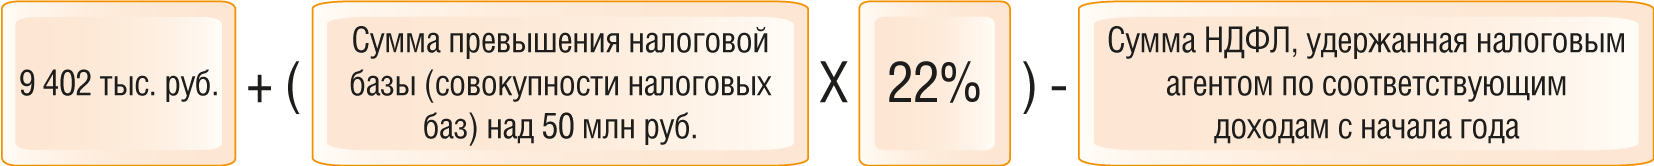 9 402 тыс. руб. + ( Сумма превышения налоговой базы (совокупности налоговых баз) над 50 млн руб. X 22% ) - Сумма НДФЛ, удержанная налоговым агентом по соответствующим доходам с начала года